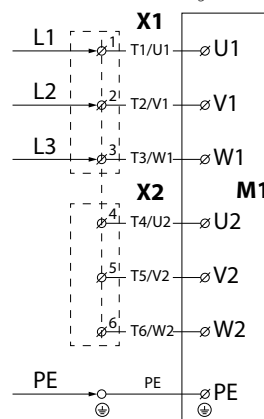 X1
L1 1 T1/U1 U1
L2 2 T2/V1 V1
L3 3 T3/W1 W1
X2 M1
4 T4/U2 U2
5 T5/V2 V2
6 T6/W2 W2
PE PE PE